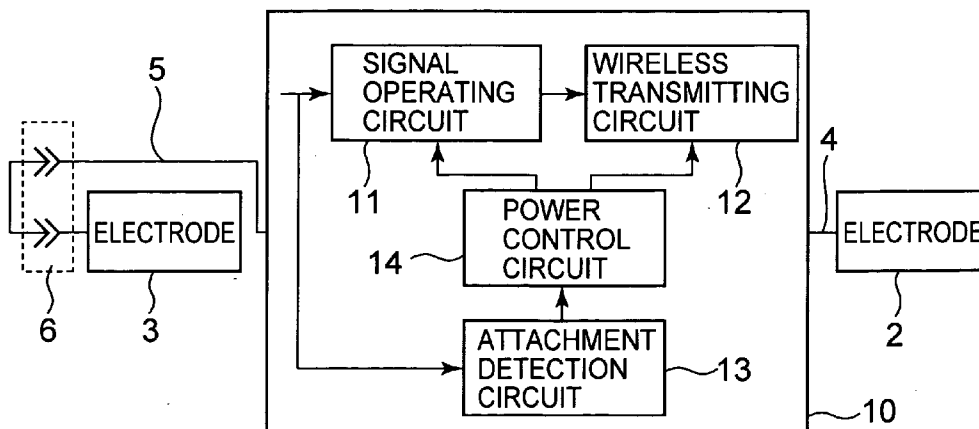 5
SIGNAL
OPERATING
CIRCUIT
WIRELESS
TRANSMITTING
CIRCUIT
11
12
4
ELECTRODE
POWER
CONTROL
CIRCUIT
14
ELECTRODE
6
3
2
ATTACHMENT
DETECTION
CIRCUIT
13
10